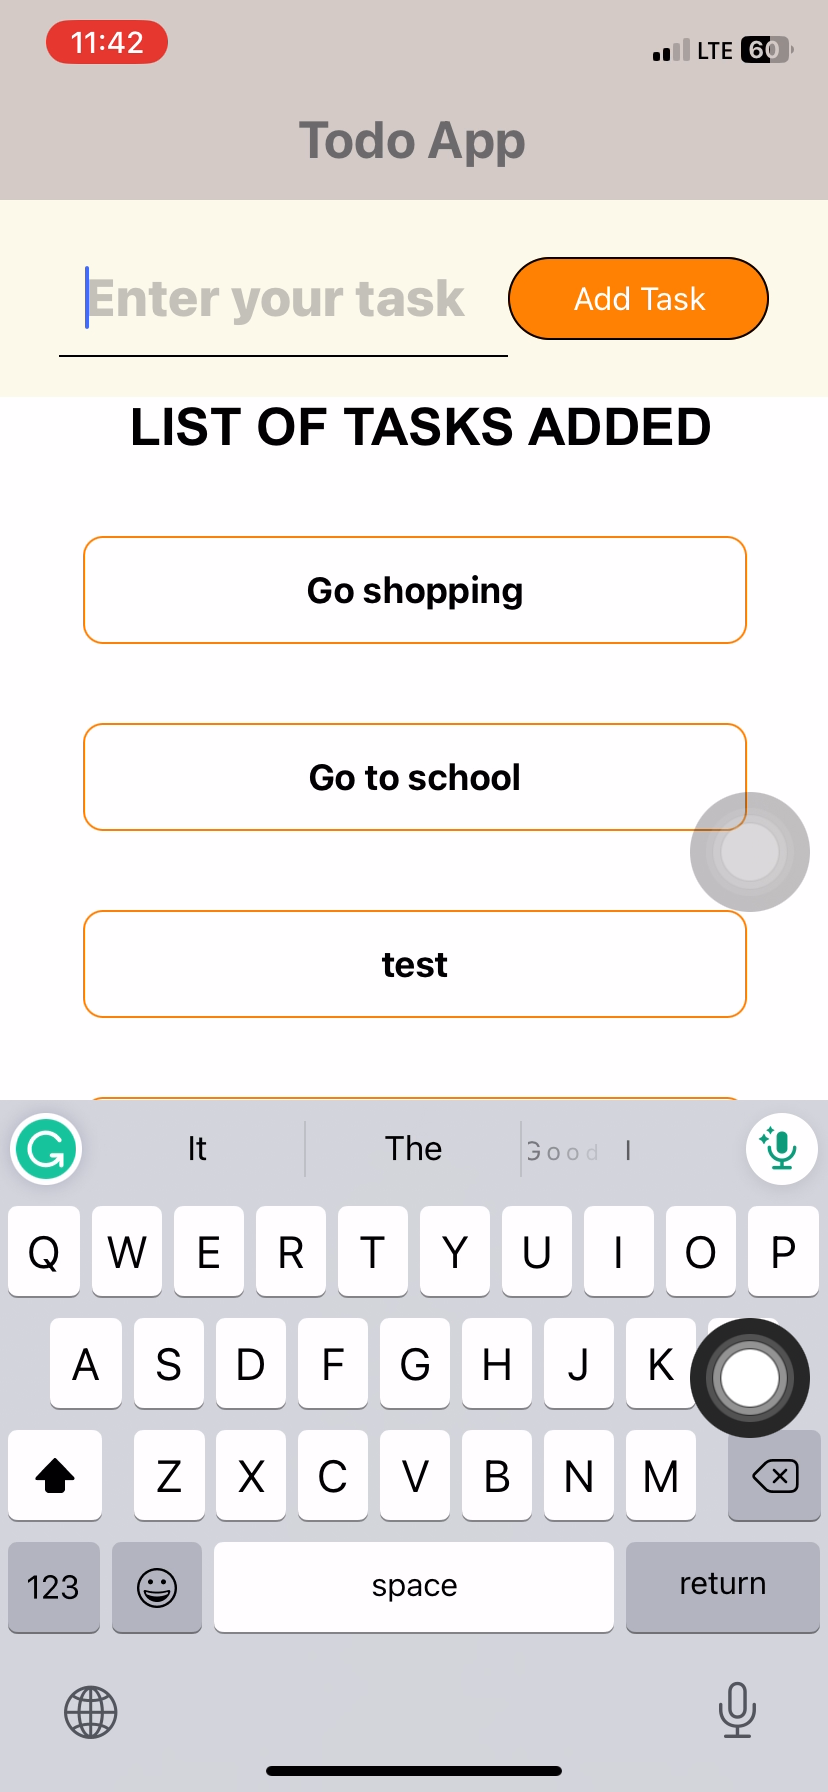 11:42
LTE 60
Todo App
Enter your task
Add Task
LIST OF TASKS ADDED
Go shopping
Go to school
test
It The Good I
Q W E R T Y U I O P
A S D F G H J K
Z X C V B N M
123 space return